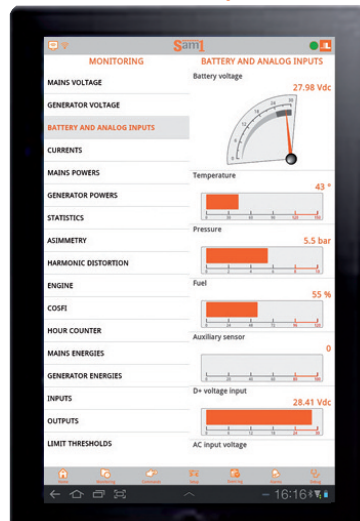 Sam1
MONITORING
BATTERY AND ANALOG INPUTS
MAINS VOLTAGE
GENERATOR VOLTAGE
BATTERY AND ANALOG INPUTS
CURRENTS
MAINS POWERS
GENERATOR POWERS
STATISTICS
ASIMMETRY
HARMONIC DISTORTION
ENGINE
COSFI
HOUR COUNTER
MAINS ENERGIES
GENERATOR ENERGIES
INPUTS
OUTPUTS
LIMIT THRESHOLDS
Battery voltage
27.98 Vdc
Temperature
43 °
Pressure
5.5 bar
Fuel
55 %
Auxiliary sensor
0
D+ voltage input
28.41 Vdc
AC input voltage
16:16